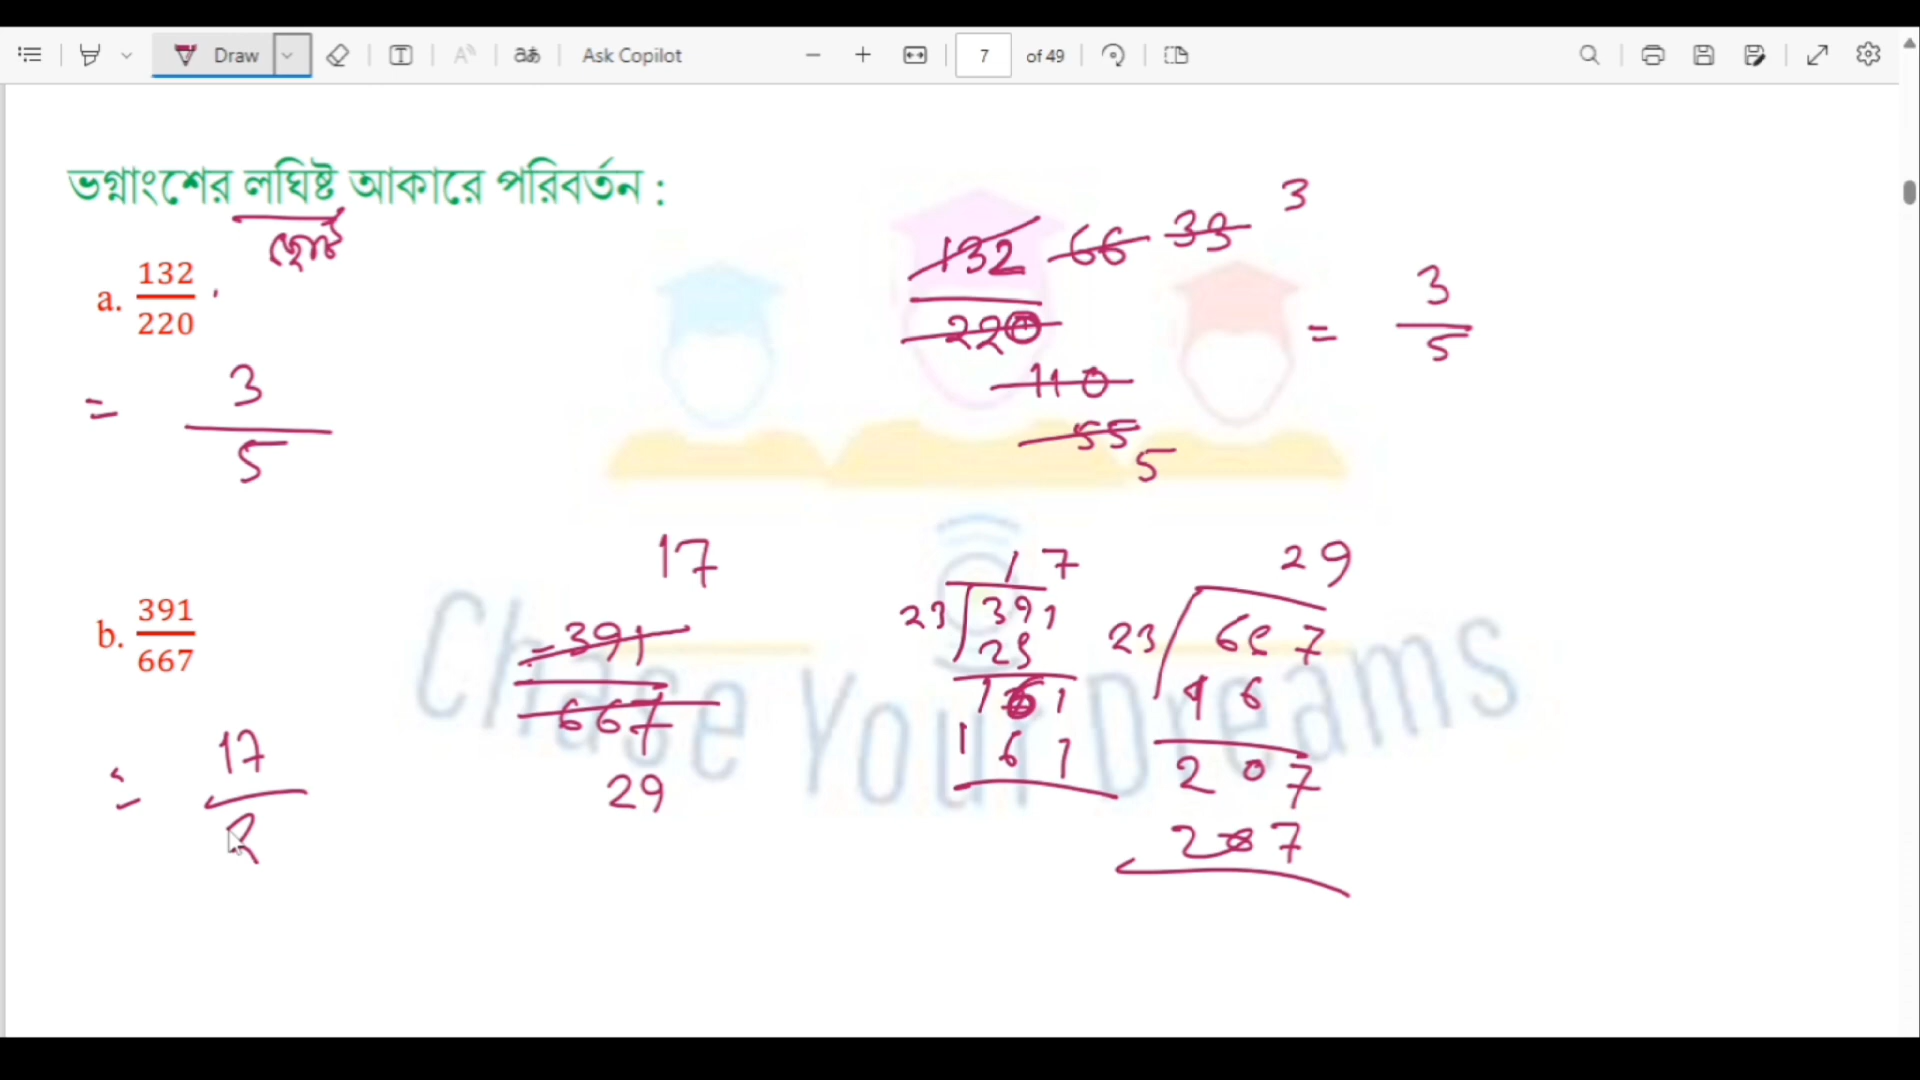 Draw
Ask Copilot
7 of 49
ভগ্নাংশের লঘিষ্ট আকারে পরিবর্তন :
ছোট
a. 132/220
= 3/5
132 66 33 3
220
110
55
5
= 3/5
b. 391/667
= 17
17
391
667
29
17
23 391
23
161
161
29
23 667
46
207
207
Chase Your Dreams